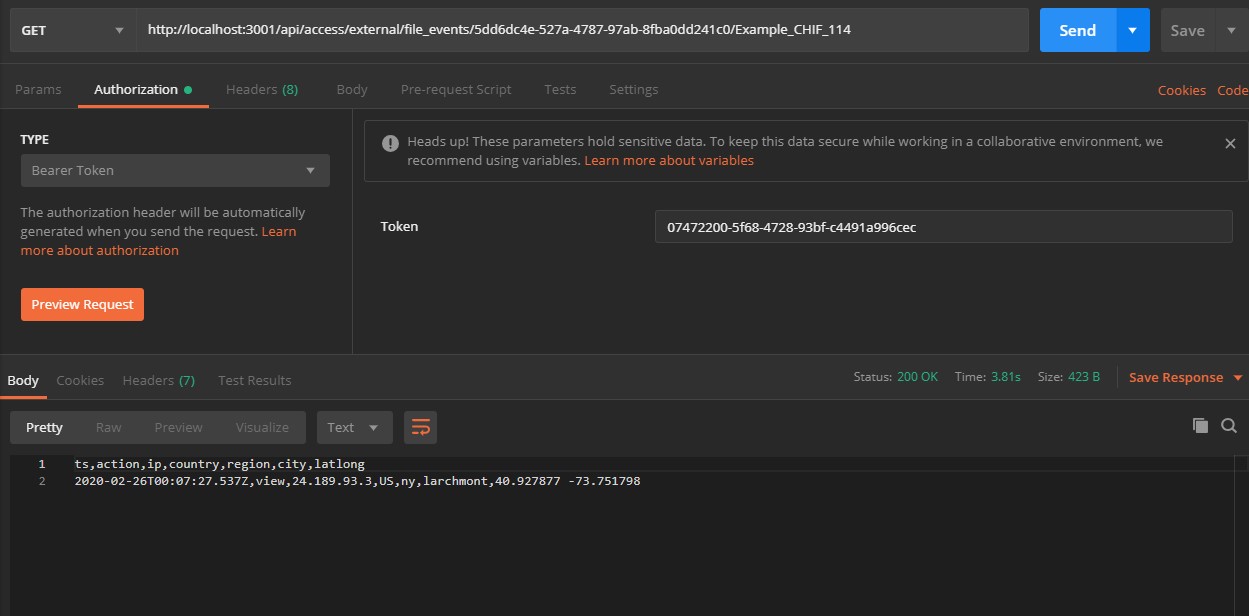 GET
http://localhost:3001/api/access/external/file_events/5dd6dc4e-527a-4787-97ab-8fba0dd241c0/Example_CHIF_114
Send
Save
Params
Authorization
Headers (8)
Body
Pre-request Script
Tests
Settings
Cookies
Code
TYPE
Bearer Token
The authorization header will be automatically
generated when you send the request. Learn
more about authorization
Preview Request
Heads up! These parameters hold sensitive data. To keep this data secure while working in a collaborative environment, we
recommend using variables. Learn more about variables
Token
07472200-5f68-4728-93bf-c4491a996cec
Body
Cookies
Headers (7)
Test Results
Status: 200 OK
Time: 3.81s
Size: 423 B
Save Response
Pretty
Raw
Preview
Visualize
Text
1 ts,action,ip,country,region,city,latlong
2 2020-02-26T00:07:27.537Z,view,24.189.93.3,US,ny,larchmont,40.927877 -73.751798